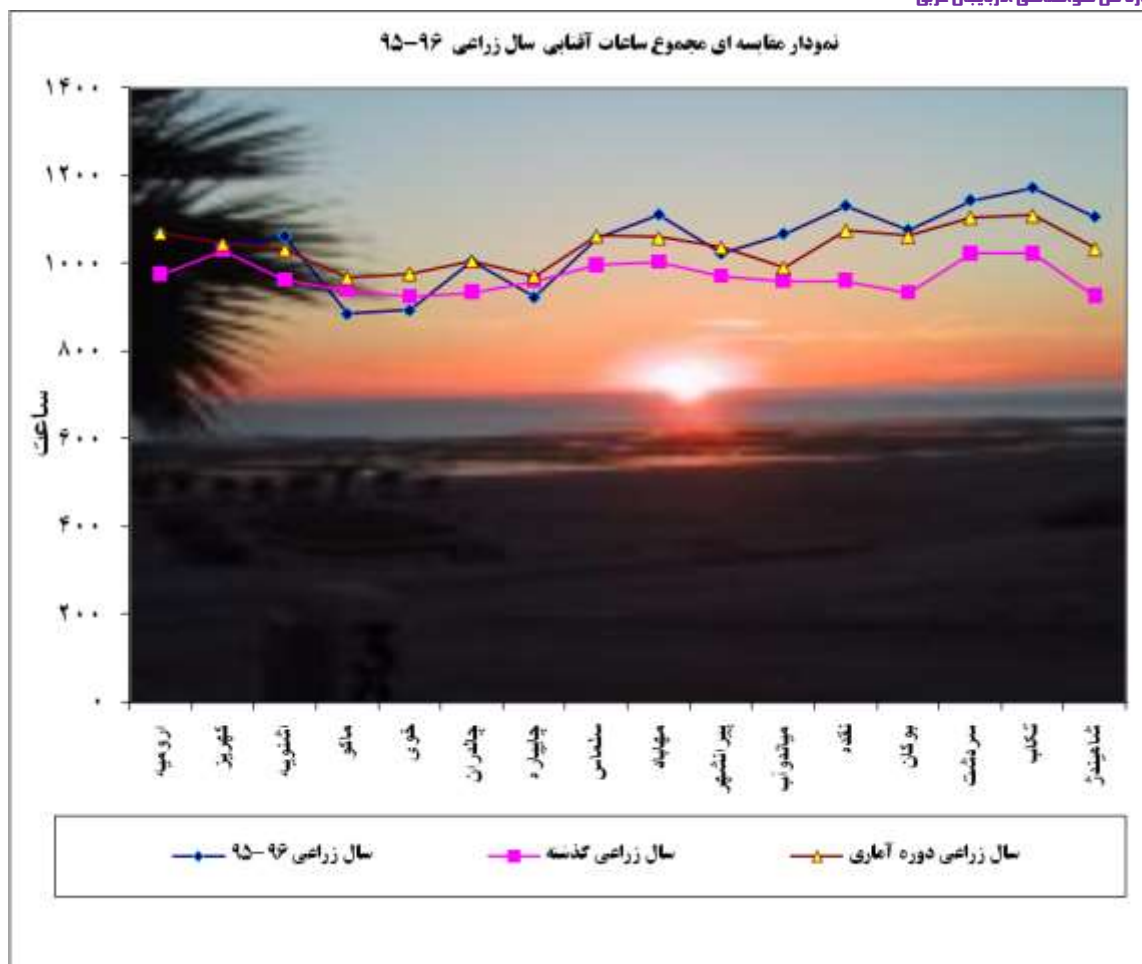 نمودار مقایسه ای مجموع ساعات آفتابی سال زراعی ۹۶-۹۵
۱۴۰۰
۱۲۰۰
۱۰۰۰
۸۰۰
۶۰۰
۴۰۰
۲۰۰
۰
ساعت
ارومیه
کهریز
اشنویه
ماکو
خوی
چالدران
چایپاره
سلماس
مهاباد
پیرانشهر
میاندوآب
نقده
بوکان
سردشت
تکاب
شاهیندژ
سال زراعی ۹۶-۹۵
سال زراعی گذشته
سال زراعی دوره آماری